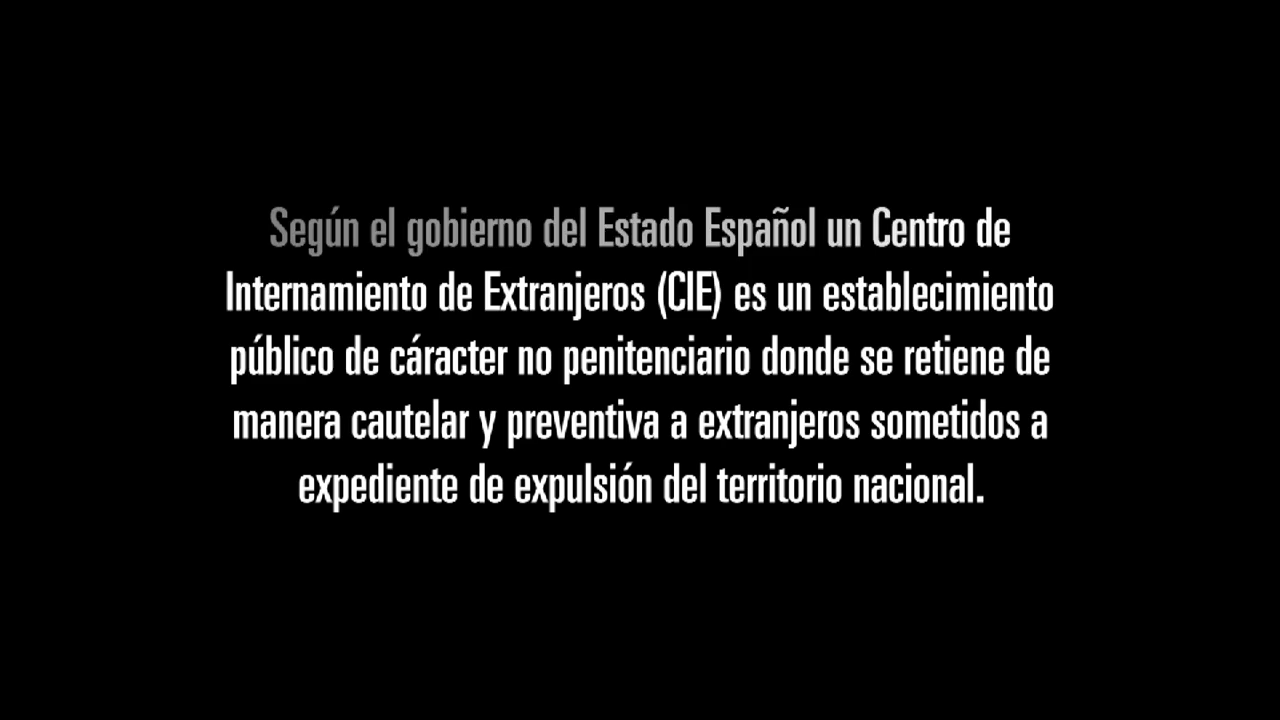 Según el gobierno del Estado Español un Centro de
Internamiento de Extranjeros (CIE) es un establecimiento
público de cáracter no penitenciario donde se retiene de
manera cautelar y preventiva a extranjeros sometidos a
expediente de expulsión del territorio nacional.